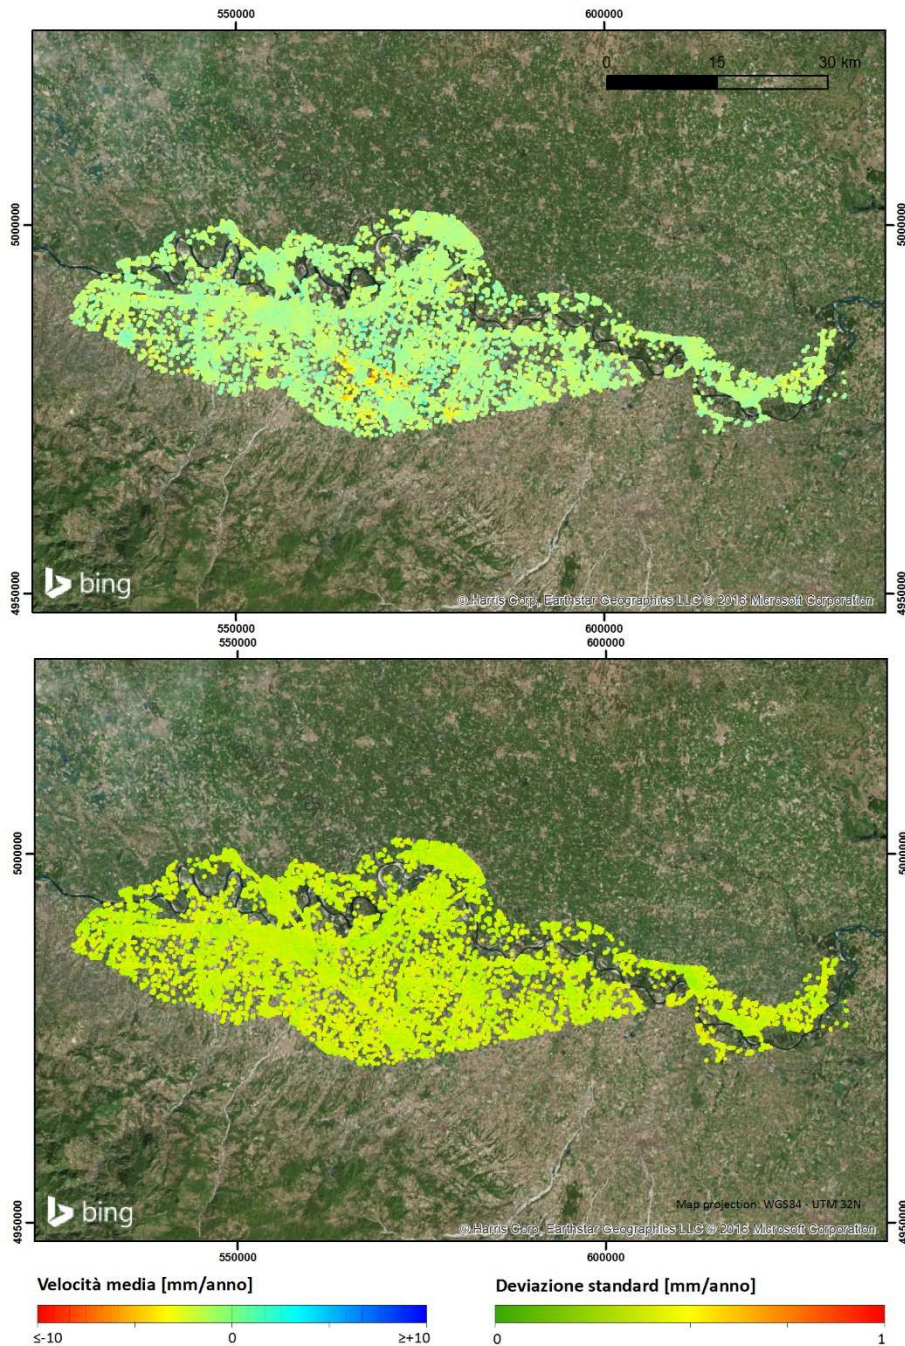 550000
600000
0 15 30 km
5000000
5000000
4950000
4950000
bing
© Harris Corp, Earthstar Geographics LLC © 2016 Microsoft Corporation
550000
600000
550000
600000
5000000
5000000
Map projection: WGS84 - UTM 32N
4950000
4950000
bing
© Harris Corp, Earthstar Geographics LLC © 2016 Microsoft Corporation
550000
600000
Velocità media [mm/anno]
Deviazione standard [mm/anno]
≤-10 0 ≥+10
0 1